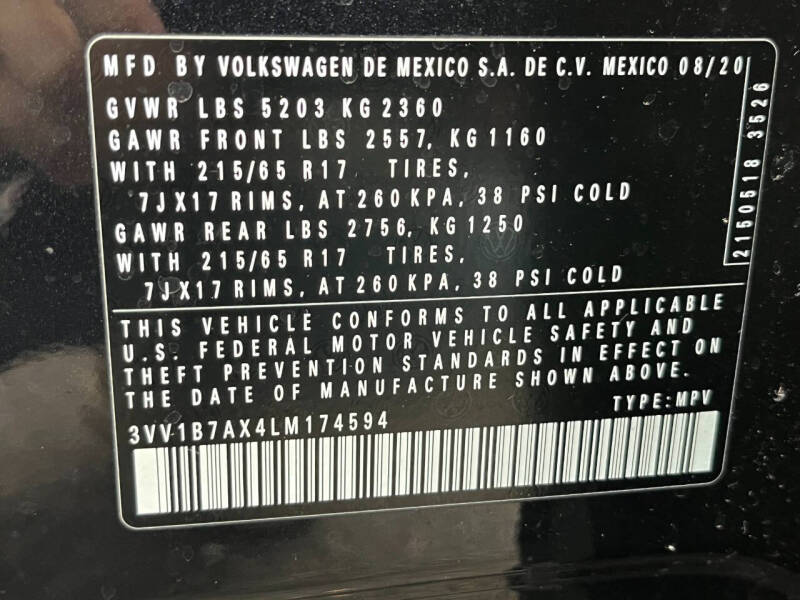 MFD BY VOLKSWAGEN DE MEXICO S.A. DE C.V. MEXICO 08/20
GVWR LBS 5203 KG 2360
GAWR FRONT LBS 2557, KG 1160
WITH 215/65 R17 TIRES,
7JX17 RIMS, AT 260 KPA, 38 PSI COLD
GAWR REAR LBS 2756, KG 1250
WITH 215/65 R17 TIRES,
7JX17 RIMS, AT 260 KPA, 38 PSI COLD
2150518 3526
THIS VEHICLE CONFORMS TO ALL APPLICABLE
U.S. FEDERAL MOTOR VEHICLE SAFETY AND
THEFT PREVENTION STANDARDS IN EFFECT ON
THE DATE OF MANUFACTURE SHOWN ABOVE.
TYPE: MPV
3VV1B7AX4LM174594